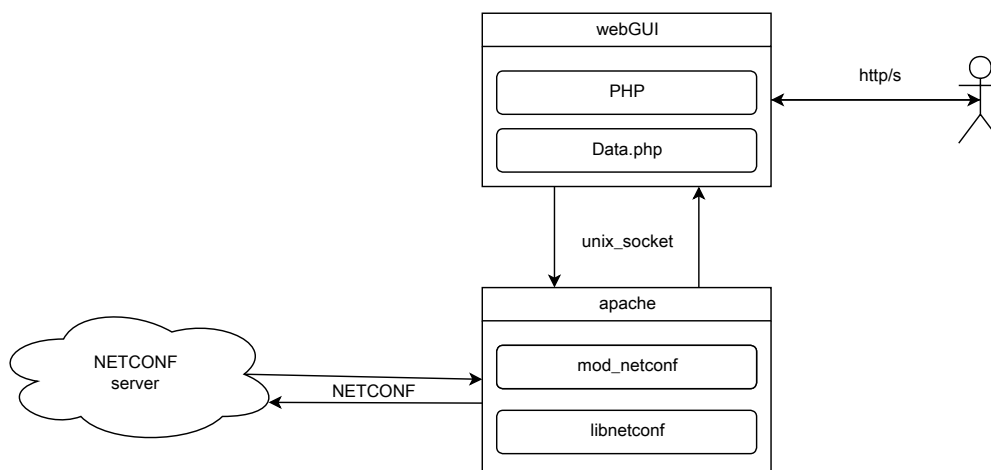 webGUI
PHP
http/s
Data.php
unix_socket
apache
NETCONF
server
mod_netconf
NETCONF
libnetconf